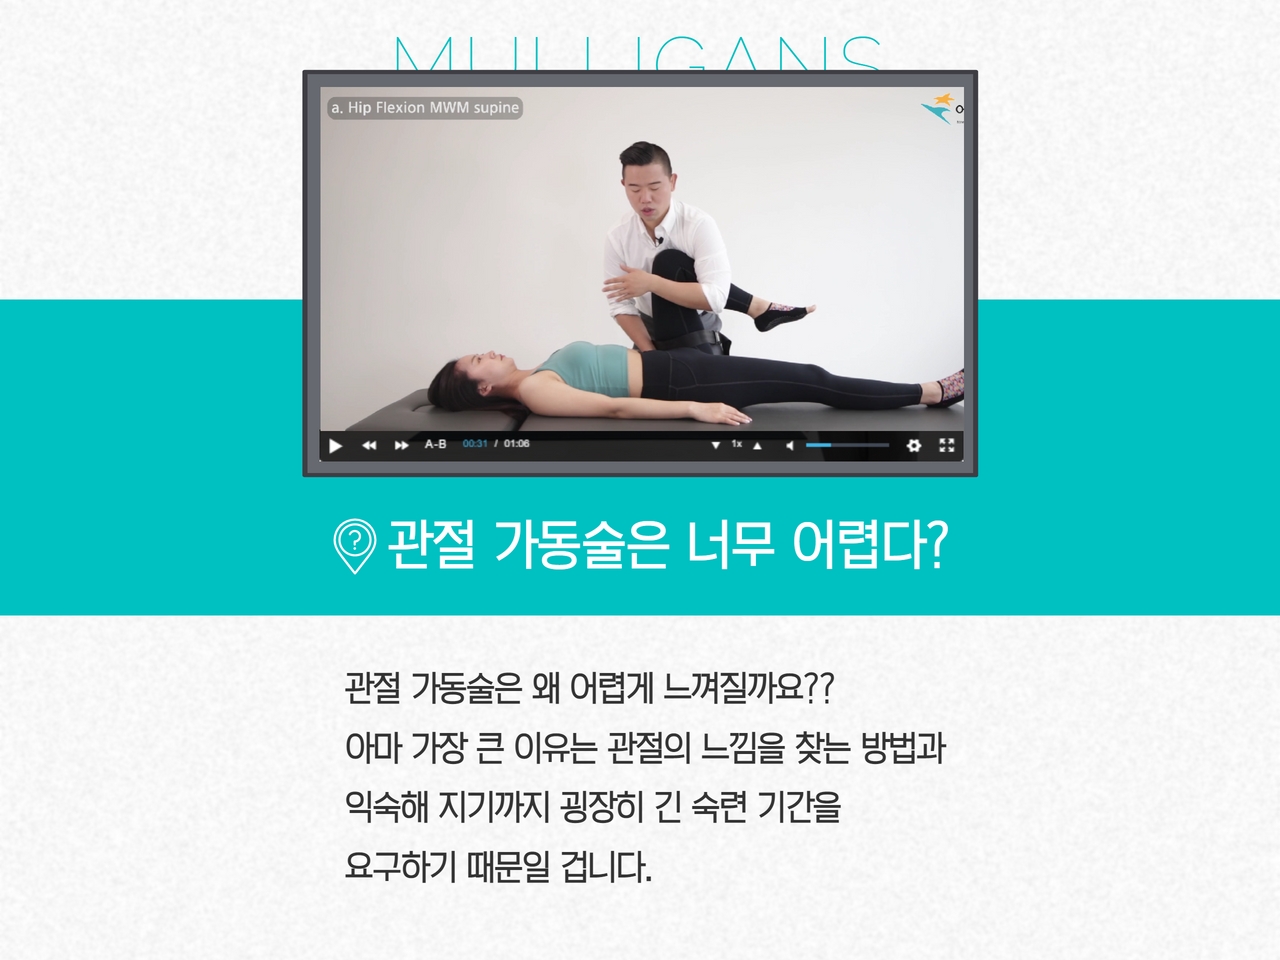 MULLIGANS
a. Hip Flexion MWM supine
A-B 00:31 / 01:06 1x
관절 가동술은 너무 어렵다?
관절 가동술은 왜 어렵게 느껴질까요??
아마 가장 큰 이유는 관절의 느낌을 찾는 방법과
익숙해 지기까지 굉장히 긴 숙련 기간을
요구하기 때문일 겁니다.